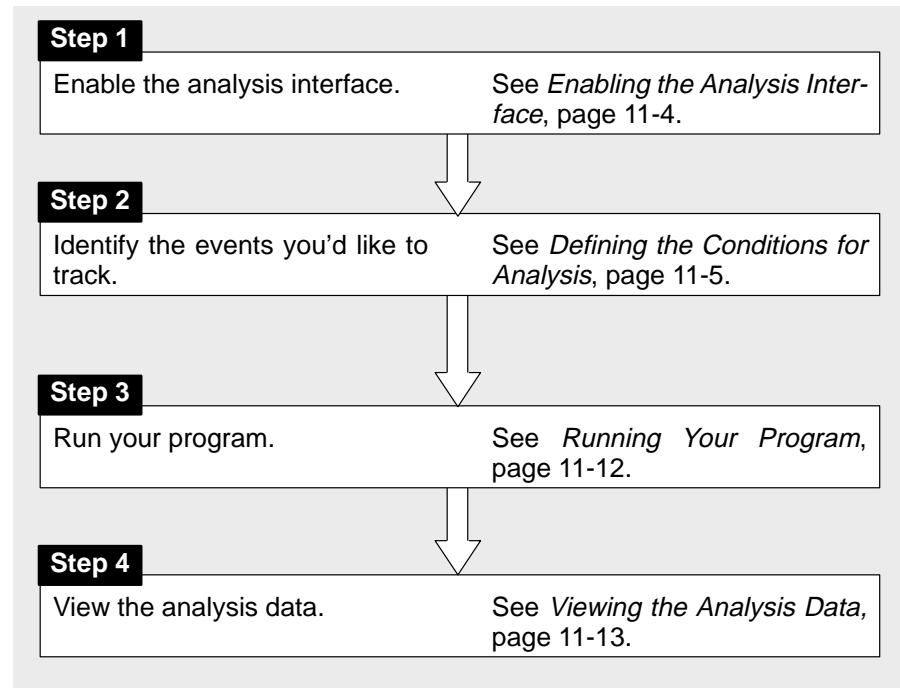 Step 1
Enable the analysis interface.
See Enabling the Analysis Inter-
face, page 11-4.
Step 2
Identify the events you'd like to
track.
See Defining the Conditions for
Analysis, page 11-5.
Step 3
Run your program.
See Running Your Program,
page 11-12.
Step 4
View the analysis data.
See Viewing the Analysis Data,
page 11-13.